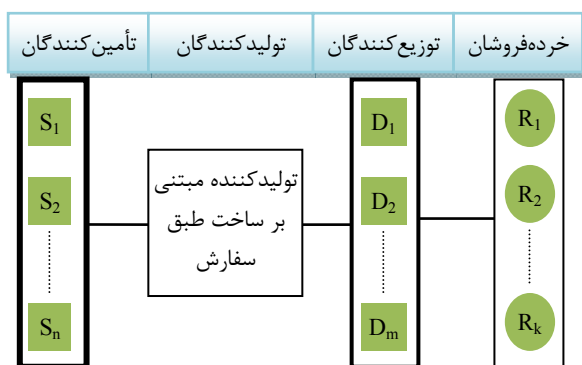 تأمین‌کنندگان تولیدکنندگان توزیع‌کنندگان خرده‌فروشان
S1 D1 R1
تولیدکننده مبتنی
S2 بر ساخت طبق D2 R2
سفارش
Sn Dm Rk